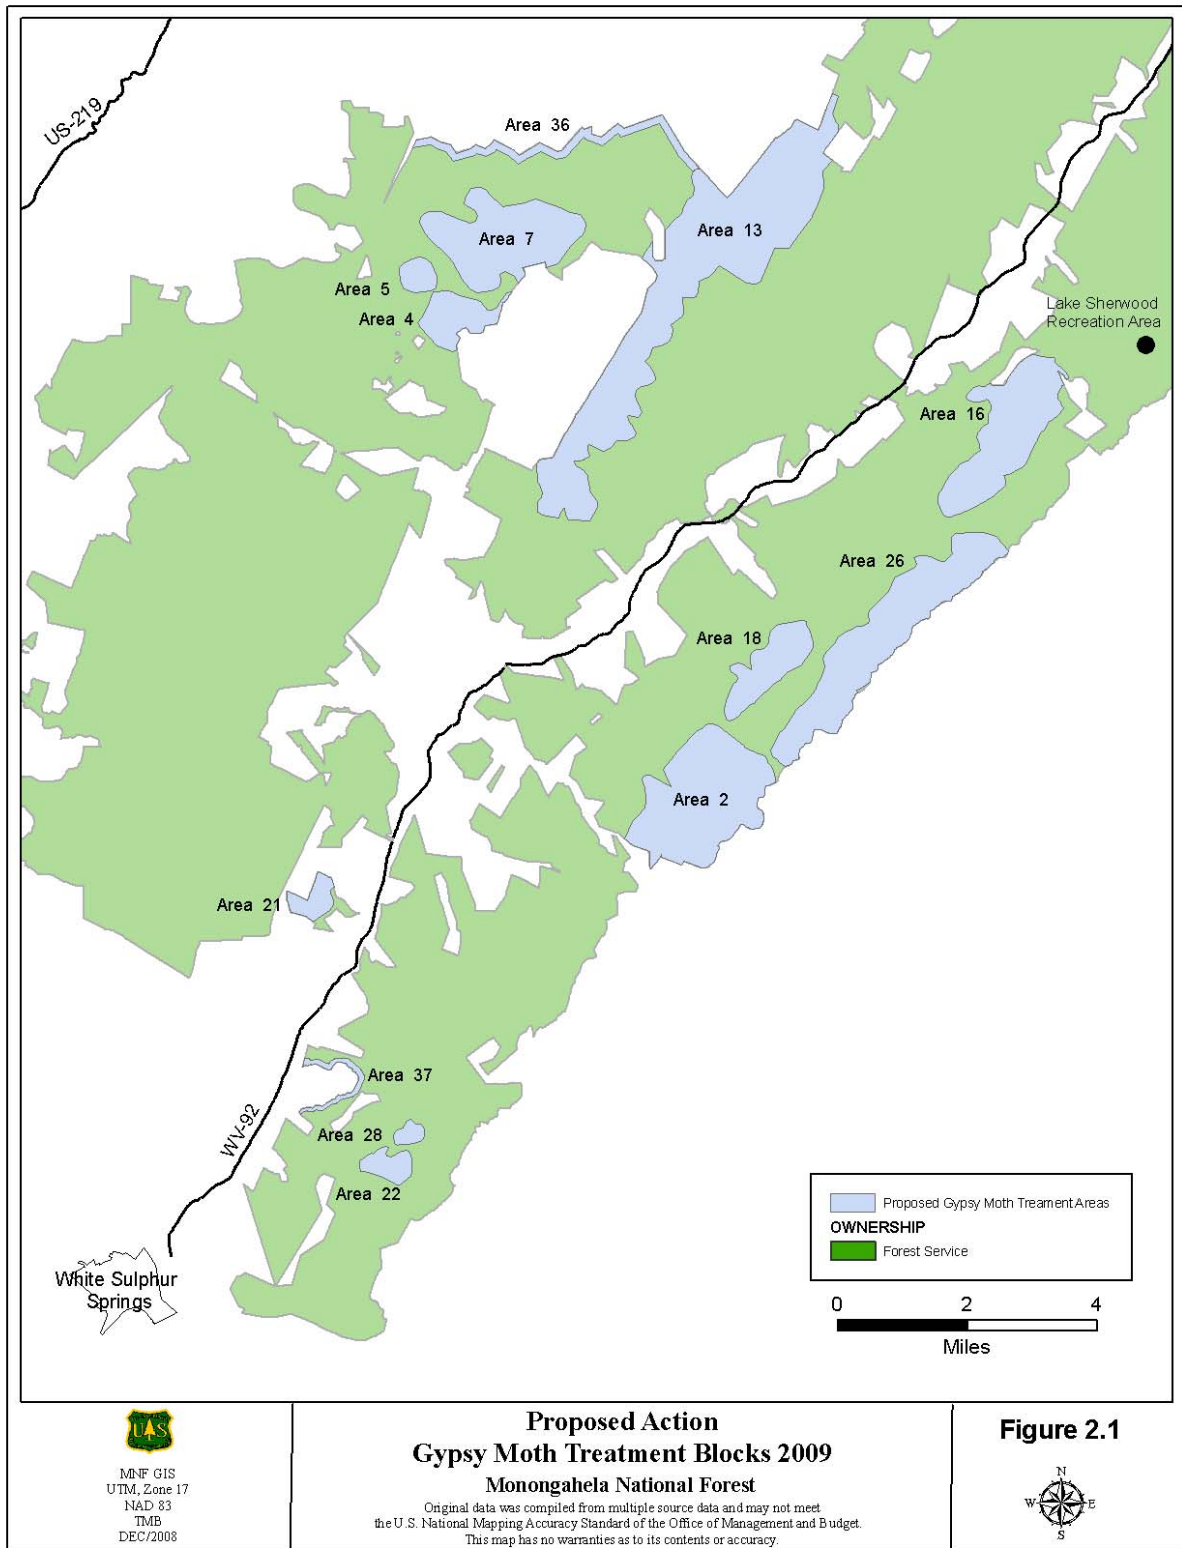 US-219
Area 36
Area 7
Area 13
Area 5
Area 4
Lake Sherwood
Recreation Area
Area 16
Area 26
Area 18
Area 2
Area 21
Area 37
WV-92
Area 28
Area 22
White Sulphur
Springs
Proposed Gypsy Moth Treament Areas
OWNERSHIP
Forest Service
0 2 4
Miles
UAS
MNF GIS
UTM, Zone 17
NAD 83
TMB
DEC/2008
Proposed Action
Gypsy Moth Treatment Blocks 2009
Monongahela National Forest
Original data was compiled from multiple source data and may not meet
the U.S. National Mapping Accuracy Standard of the Office of Management and Budget.
This map has no warranties as to its contents or accuracy.
Figure 2.1
N
W E
S